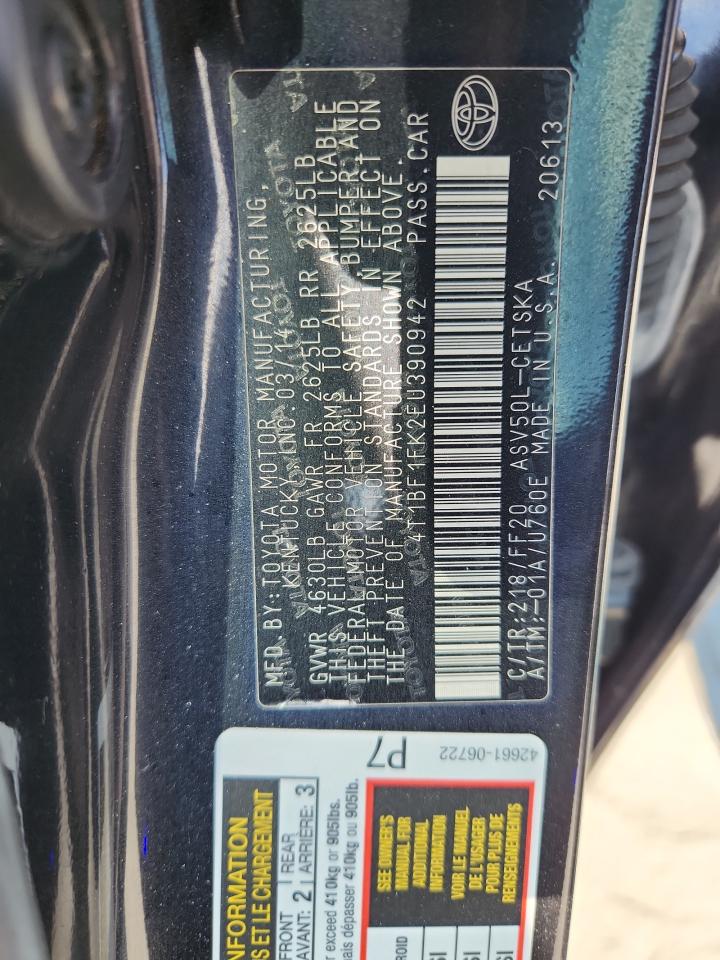 MFD. BY: TOYOTA MOTOR MANUFACTURING,
KENTUCKY, INC. 03/14
GVWR 4630LB GAWR FR 2625LB RR 2625LB
THIS VEHICLE CONFORMS TO ALL APPLICABLE
FEDERAL MOTOR VEHICLE SAFETY, BUMPER, AND
THEFT PREVENTION STANDARDS IN EFFECT ON
THE DATE OF MANUFACTURE SHOWN ABOVE.
4T1BF1FK2EU390942 PASS.CAR
C/TR:218/FF20 ASV50L-CETSKA
A/TM:-01A/U760E MADE IN U.S.A. 20613
NFORMATION
S ET LE CHARGEMENT
FRONT
AVANT: 2
REAR
ARRIÈRE: 3
r exceed 410kg or 905lbs.
mais dépasser 410kg ou 905lb.
SEE OWNER'S
MANUAL FOR
ADDITIONAL
INFORMATION
VOIR LE MANUEL
DE L'USAGER
POUR PLUS DE
RENSEIGNEMENTS
P7
42661-06722